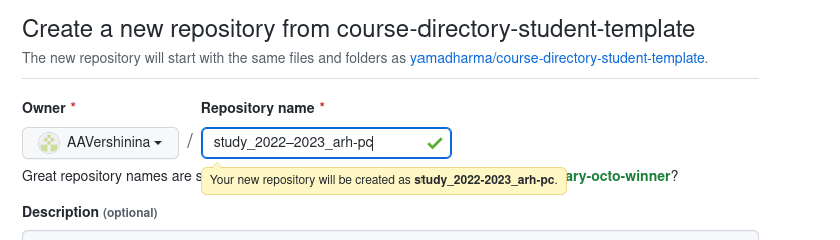 Create a new repository from course-directory-student-template
The new repository will start with the same files and folders as yamadharma/course-directory-student-template.
Owner * Repository name *
AAVershinina / study_2022–2023_arh-pc
Great repository names are ary-octo-winner?
Your new repository will be created as study_2022-2023_arh-pc.
Description (optional)